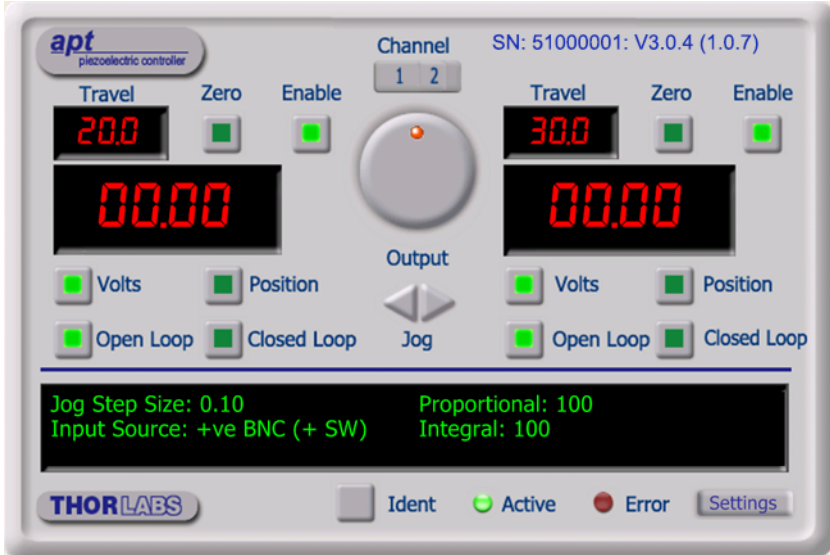 apt
piezoelectric controller
Channel
SN: 51000001: V3.0.4 (1.0.7)
1 2
Travel Zero Enable
Travel Zero Enable
20.0
30.0
00.00
00.00
Output
Volts Position
Volts Position
Open Loop Closed Loop
Jog
Open Loop Closed Loop
Jog Step Size: 0.10 Proportional: 100
Input Source: +ve BNC (+ SW) Integral: 100
THORLABS
Ident Active Error Settings